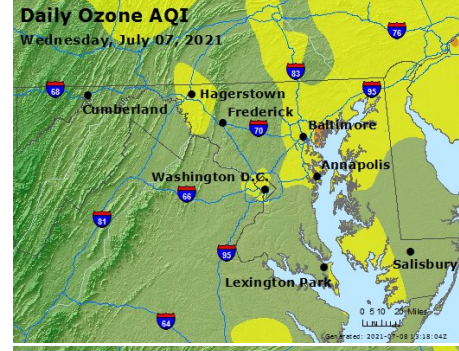 Daily Ozone AQI
Wednesday, July 07, 2021
76
83
68
95
Hagerstown
Cumberland
Frederick
70
Baltimore
Annapolis
Washington D.C.
66
81
95
Salisbury
Lexington Park
0 5 10 20 Miles
64
Generated: 2021-07-08 13:18:04Z